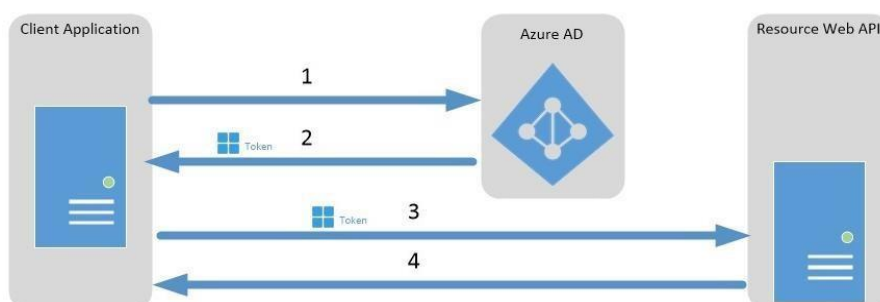 Client Application
Azure AD
Resource Web API
1
Token
2
Token
3
4